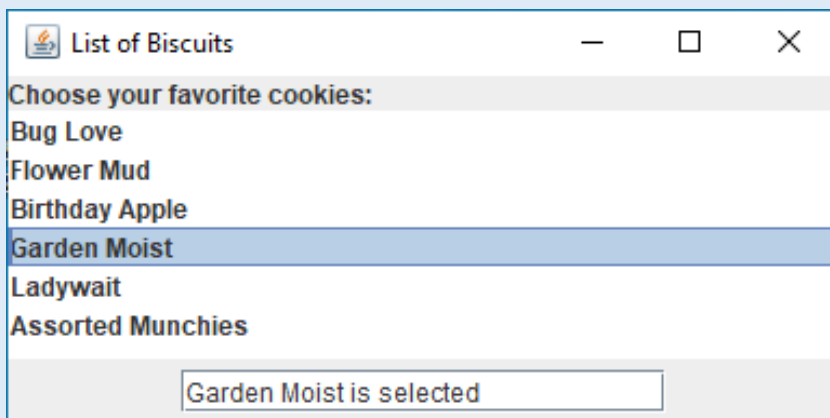 List of Biscuits
Choose your favorite cookies:
Bug Love
Flower Mud
Birthday Apple
Garden Moist
Ladywait
Assorted Munchies
Garden Moist is selected